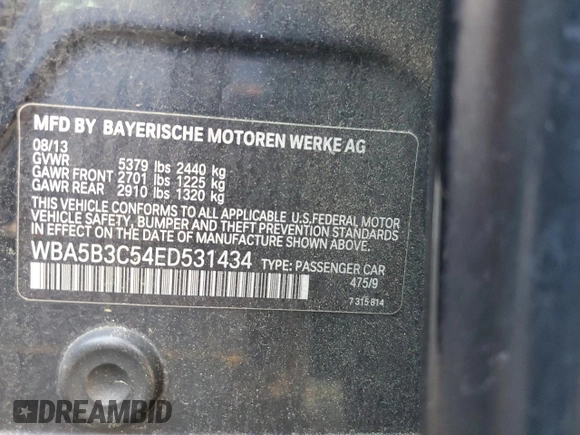 MFD BY BAYERISCHE MOTOREN WERKE AG
08/13
GVWR 5379 lbs 2440 kg
GAWR FRONT 2701 lbs 1225 kg
GAWR REAR 2910 lbs 1320 kg
THIS VEHICLE CONFORMS TO ALL APPLICABLE U.S.FEDERAL MOTOR
VEHICLE SAFETY, BUMPER AND THEFT PREVENTION STANDARDS
IN EFFECT ON THE DATE OF MANUFACTURE SHOWN ABOVE.
WBA5B3C54ED531434 TYPE: PASSENGER CAR
475/9
7 315 814
DREAMBID